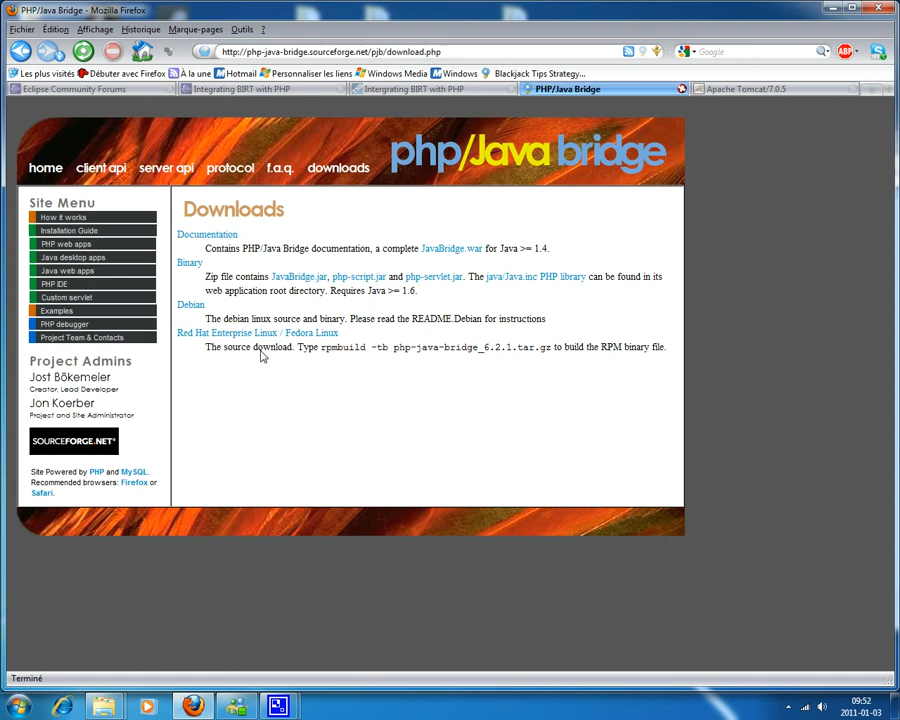 PHP/Java Bridge - Mozilla Firefox
Fichier Édition Affichage Historique Marque-pages Outils ?
http://php-java-bridge.sourceforge.net/pjb/download.php
Google
ABP
Les plus visités Débuter avec Firefox À la une Hotmail Personnaliser les liens Windows Media Windows Blackjack Tips Strategy...
Eclipse Community Forums Integrating BIRT with PHP Intergrating BIRT with PHP PHP/Java Bridge Apache Tomcat/7.0.5
php/Java bridge
home client api server api protocol f.a.q. downloads
Site Menu
How it works
Installation Guide
PHP web apps
Java desktop apps
Java web apps
PHP IDE
Custom servlet
Examples
PHP debugger
Project Team & Contacts
Project Admins
Jost Bökemeier
Creator, Lead Developer
Jon Koerber
Project and Site Administrator
SOURCEFORGE.NET®
Site Powered by PHP and MySQL.
Recommended browsers: Firefox or
Safari.
Downloads
Documentation
Contains PHP/Java Bridge documentation, a complete JavaBridge.war for Java >= 1.4.
Binary
Zip file contains JavaBridge.jar, php-script.jar and php-servlet.jar. The java/Java.inc PHP library can be found in its
web application root directory. Requires Java >= 1.6.
Debian
The debian linux source and binary. Please read the README.Debian for instructions
Red Hat Enterprise Linux / Fedora Linux
The source download. Type rpmbuild -tb php-java-bridge_6.2.1.tar.gz to build the RPM binary file.
Terminé
09:52
2011-01-03